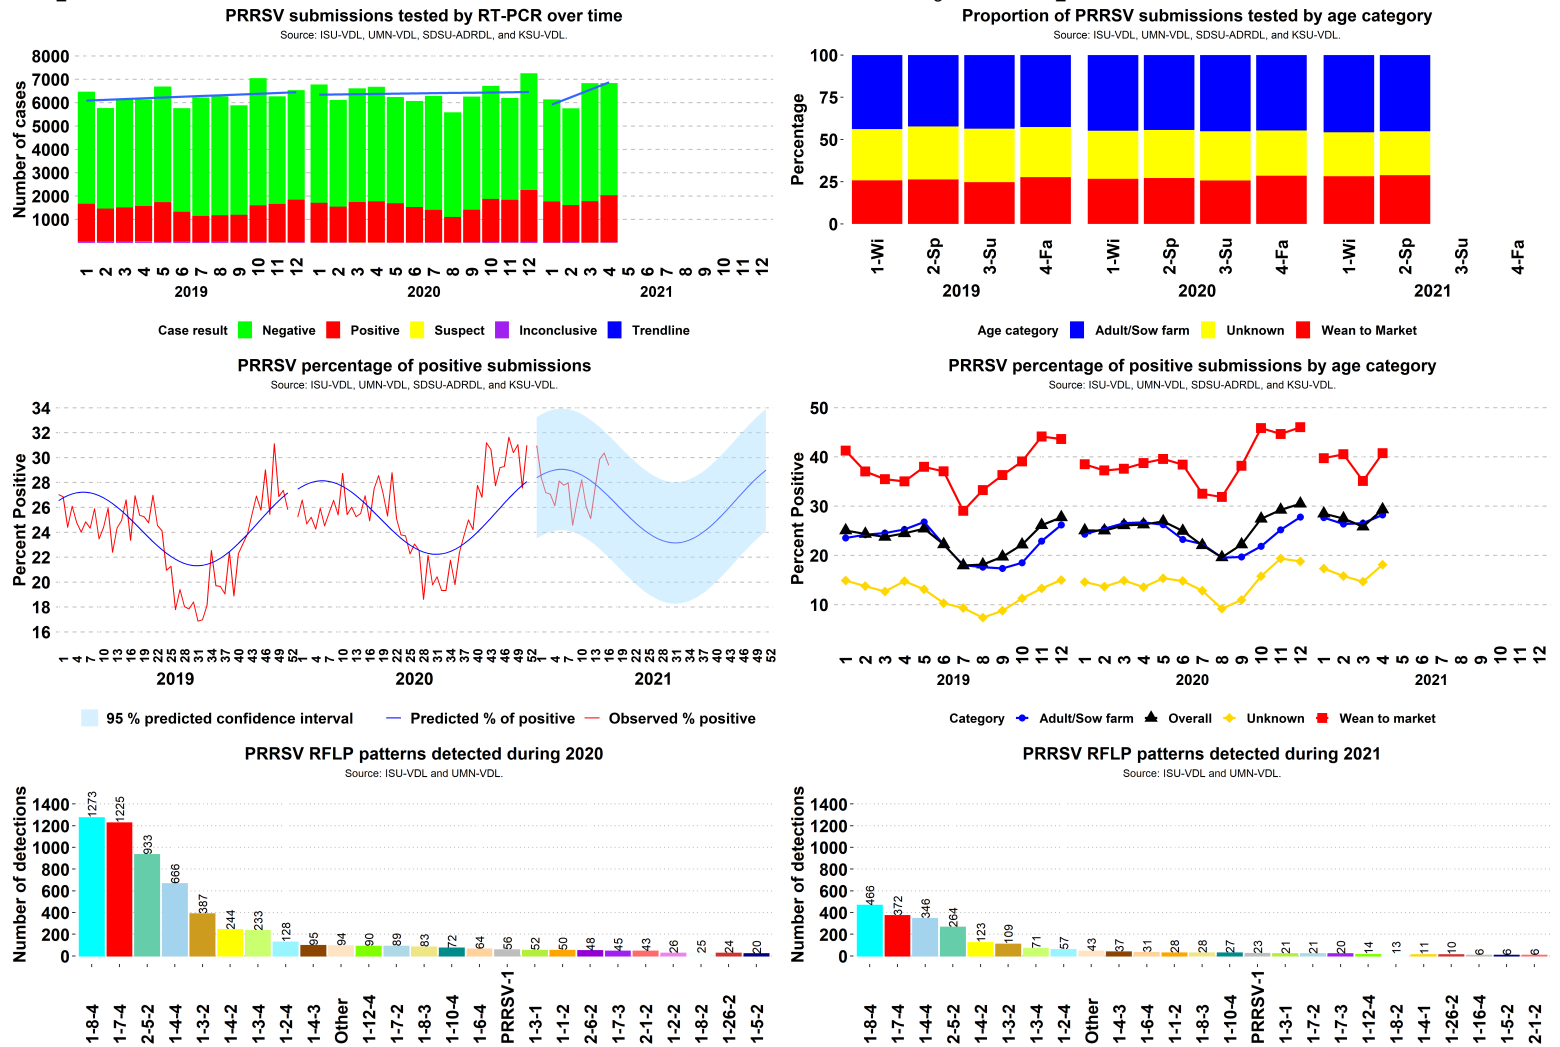 PRRSV submissions tested by RT-PCR over time
Source: ISU-VDL, UMN-VDL, SDSU-ADRDL, and KSU-VDL.
Number of cases
8000
7000
6000
5000
4000
3000
2000
1000
1 2 3 4 5 6 7 8 9 10 11 12 1 2 3 4 5 6 7 8 9 10 11 12 1 2 3 4 5 6 7 8 9 10 11 12
2019 2020 2021
Case result Negative Positive Suspect Inconclusive Trendline
Proportion of PRRSV submissions tested by age category
Source: ISU-VDL, UMN-VDL, SDSU-ADRDL, and KSU-VDL.
Percentage
100
75
50
25
0
1-Wi 2-Sp 3-Su 4-Fa 1-Wi 2-Sp 3-Su 4-Fa 1-Wi 2-Sp 3-Su 4-Fa
2019 2020 2021
Age category Adult/Sow farm Unknown Wean to Market
PRRSV percentage of positive submissions
Source: ISU-VDL, UMN-VDL, SDSU-ADRDL, and KSU-VDL.
Percent Positive
34
32
30
28
26
24
22
20
18
16
1 4 7 10 13 16 19 22 25 28 31 34 37 40 43 46 49 52 1 4 7 10 13 16 19 22 25 28 31 34 37 40 43 46 49 52 1 4 7 10 13 16 19 22 25 28 31 34 37 40 43 46 49 52
2019 2020 2021
95 % predicted confidence interval Predicted % of positive Observed % positive
PRRSV percentage of positive submissions by age category
Source: ISU-VDL, UMN-VDL, SDSU-ADRDL, and KSU-VDL.
Percent Positive
50
40
30
20
10
1 2 3 4 5 6 7 8 9 10 11 12 1 2 3 4 5 6 7 8 9 10 11 12 1 2 3 4 5 6 7 8 9 10 11 12
2019 2020 2021
Category Adult/Sow farm Overall Unknown Wean to market
PRRSV RFLP patterns detected during 2020
Source: ISU-VDL and UMN-VDL.
Number of detections
1400
1200
1000
800
600
400
200
0
1273 1225 933 666 387 244 233 128 95 94 90 89 83 72 64 56 52 50 48 45 43 26 25 24 20
1-8-4 1-7-4 2-5-2 1-4-4 1-3-2 1-4-2 1-3-4 1-2-4 1-4-3 Other 1-12-4 1-7-2 1-8-3 1-10-4 1-6-4 PRRSV-1 1-3-1 1-1-2 2-6-2 1-7-3 2-1-2 1-2-2 1-8-2 1-26-2 1-5-2
PRRSV RFLP patterns detected during 2021
Source: ISU-VDL and UMN-VDL.
Number of detections
1400
1200
1000
800
600
400
200
0
466 372 346 264 123 109 71 57 43 37 31 28 28 27 23 21 21 20 14 13 11 10 6 6 6
1-8-4 1-7-4 1-4-4 2-5-2 1-4-2 1-3-2 1-3-4 1-2-4 Other 1-4-3 1-6-4 1-1-2 1-8-3 1-10-4 PRRSV-1 1-3-1 1-7-2 1-7-3 1-12-4 1-8-2 1-4-1 1-26-2 1-16-4 1-5-2 2-1-2